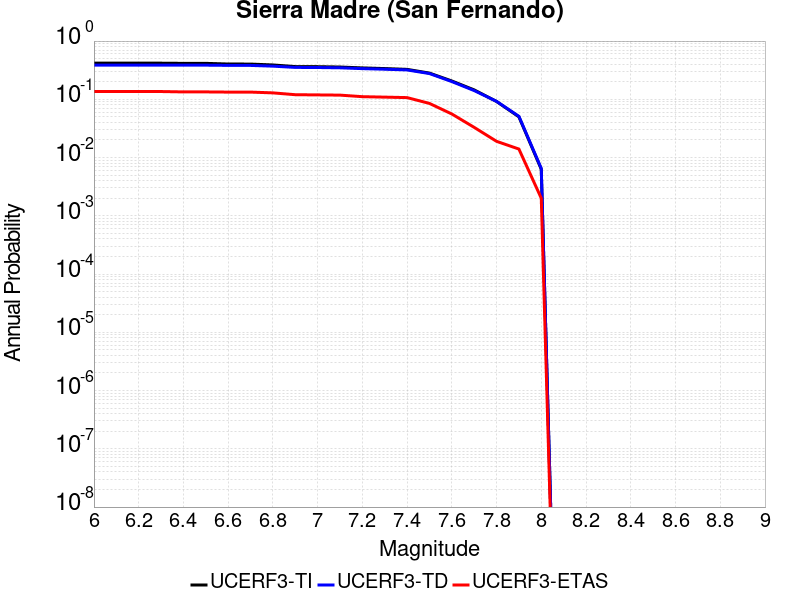 Sierra Madre (San Fernando)
Annual Probability
10^0
10^-1
10^-2
10^-3
10^-4
10^-5
10^-6
10^-7
10^-8
6 6.2 6.4 6.6 6.8 7 7.2 7.4 7.6 7.8 8 8.2 8.4 8.6 8.8 9
Magnitude
UCERF3-TI UCERF3-TD UCERF3-ETAS